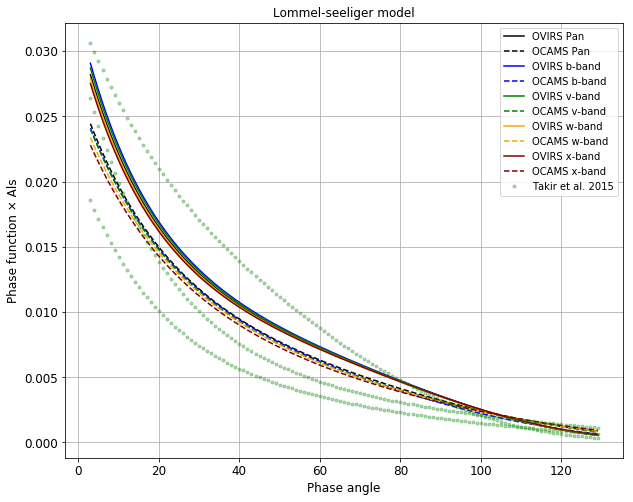 Lommel-seeliger model
Phase function × Als
0.030
0.025
0.020
0.015
0.010
0.005
0.000
OVIRS Pan
OCAMS Pan
OVIRS b-band
OCAMS b-band
OVIRS v-band
OCAMS v-band
OVIRS w-band
OCAMS w-band
OVIRS x-band
OCAMS x-band
Takir et al. 2015
0 20 40 60 80 100 120
Phase angle